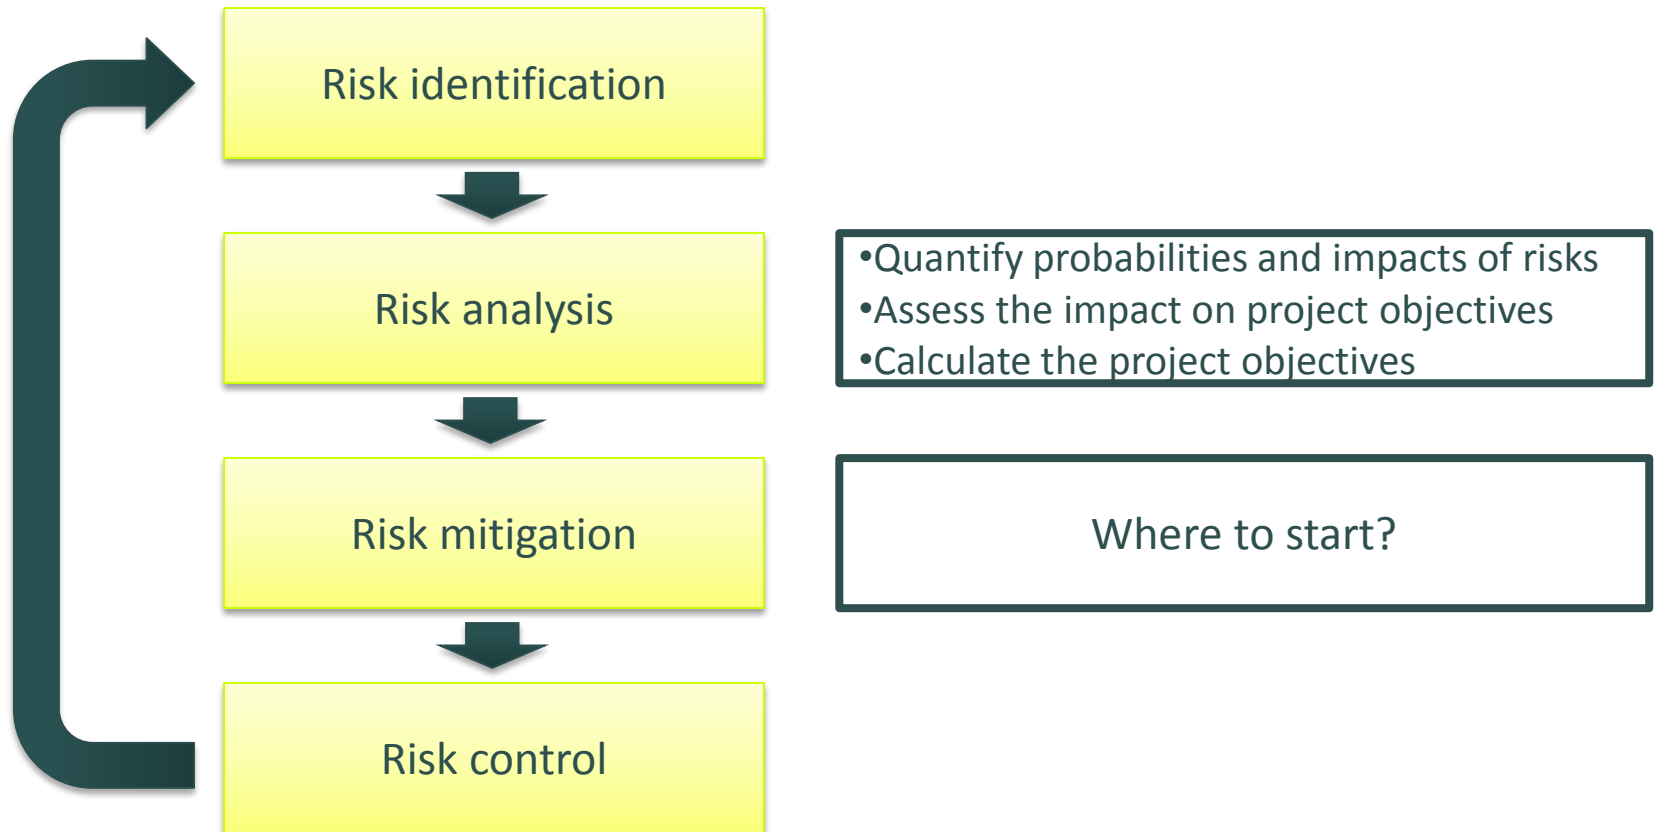 Risk identification
Risk analysis
•Quantify probabilities and impacts of risks
•Assess the impact on project objectives
•Calculate the project objectives
Risk mitigation
Where to start?
Risk control